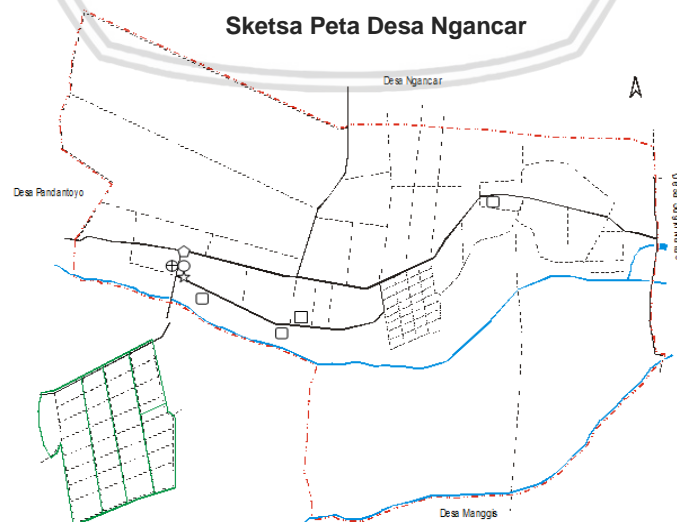 Sketsa Peta Desa Ngancar
Desa Ngancar
Desa Pandantoyo
Desa Manggis